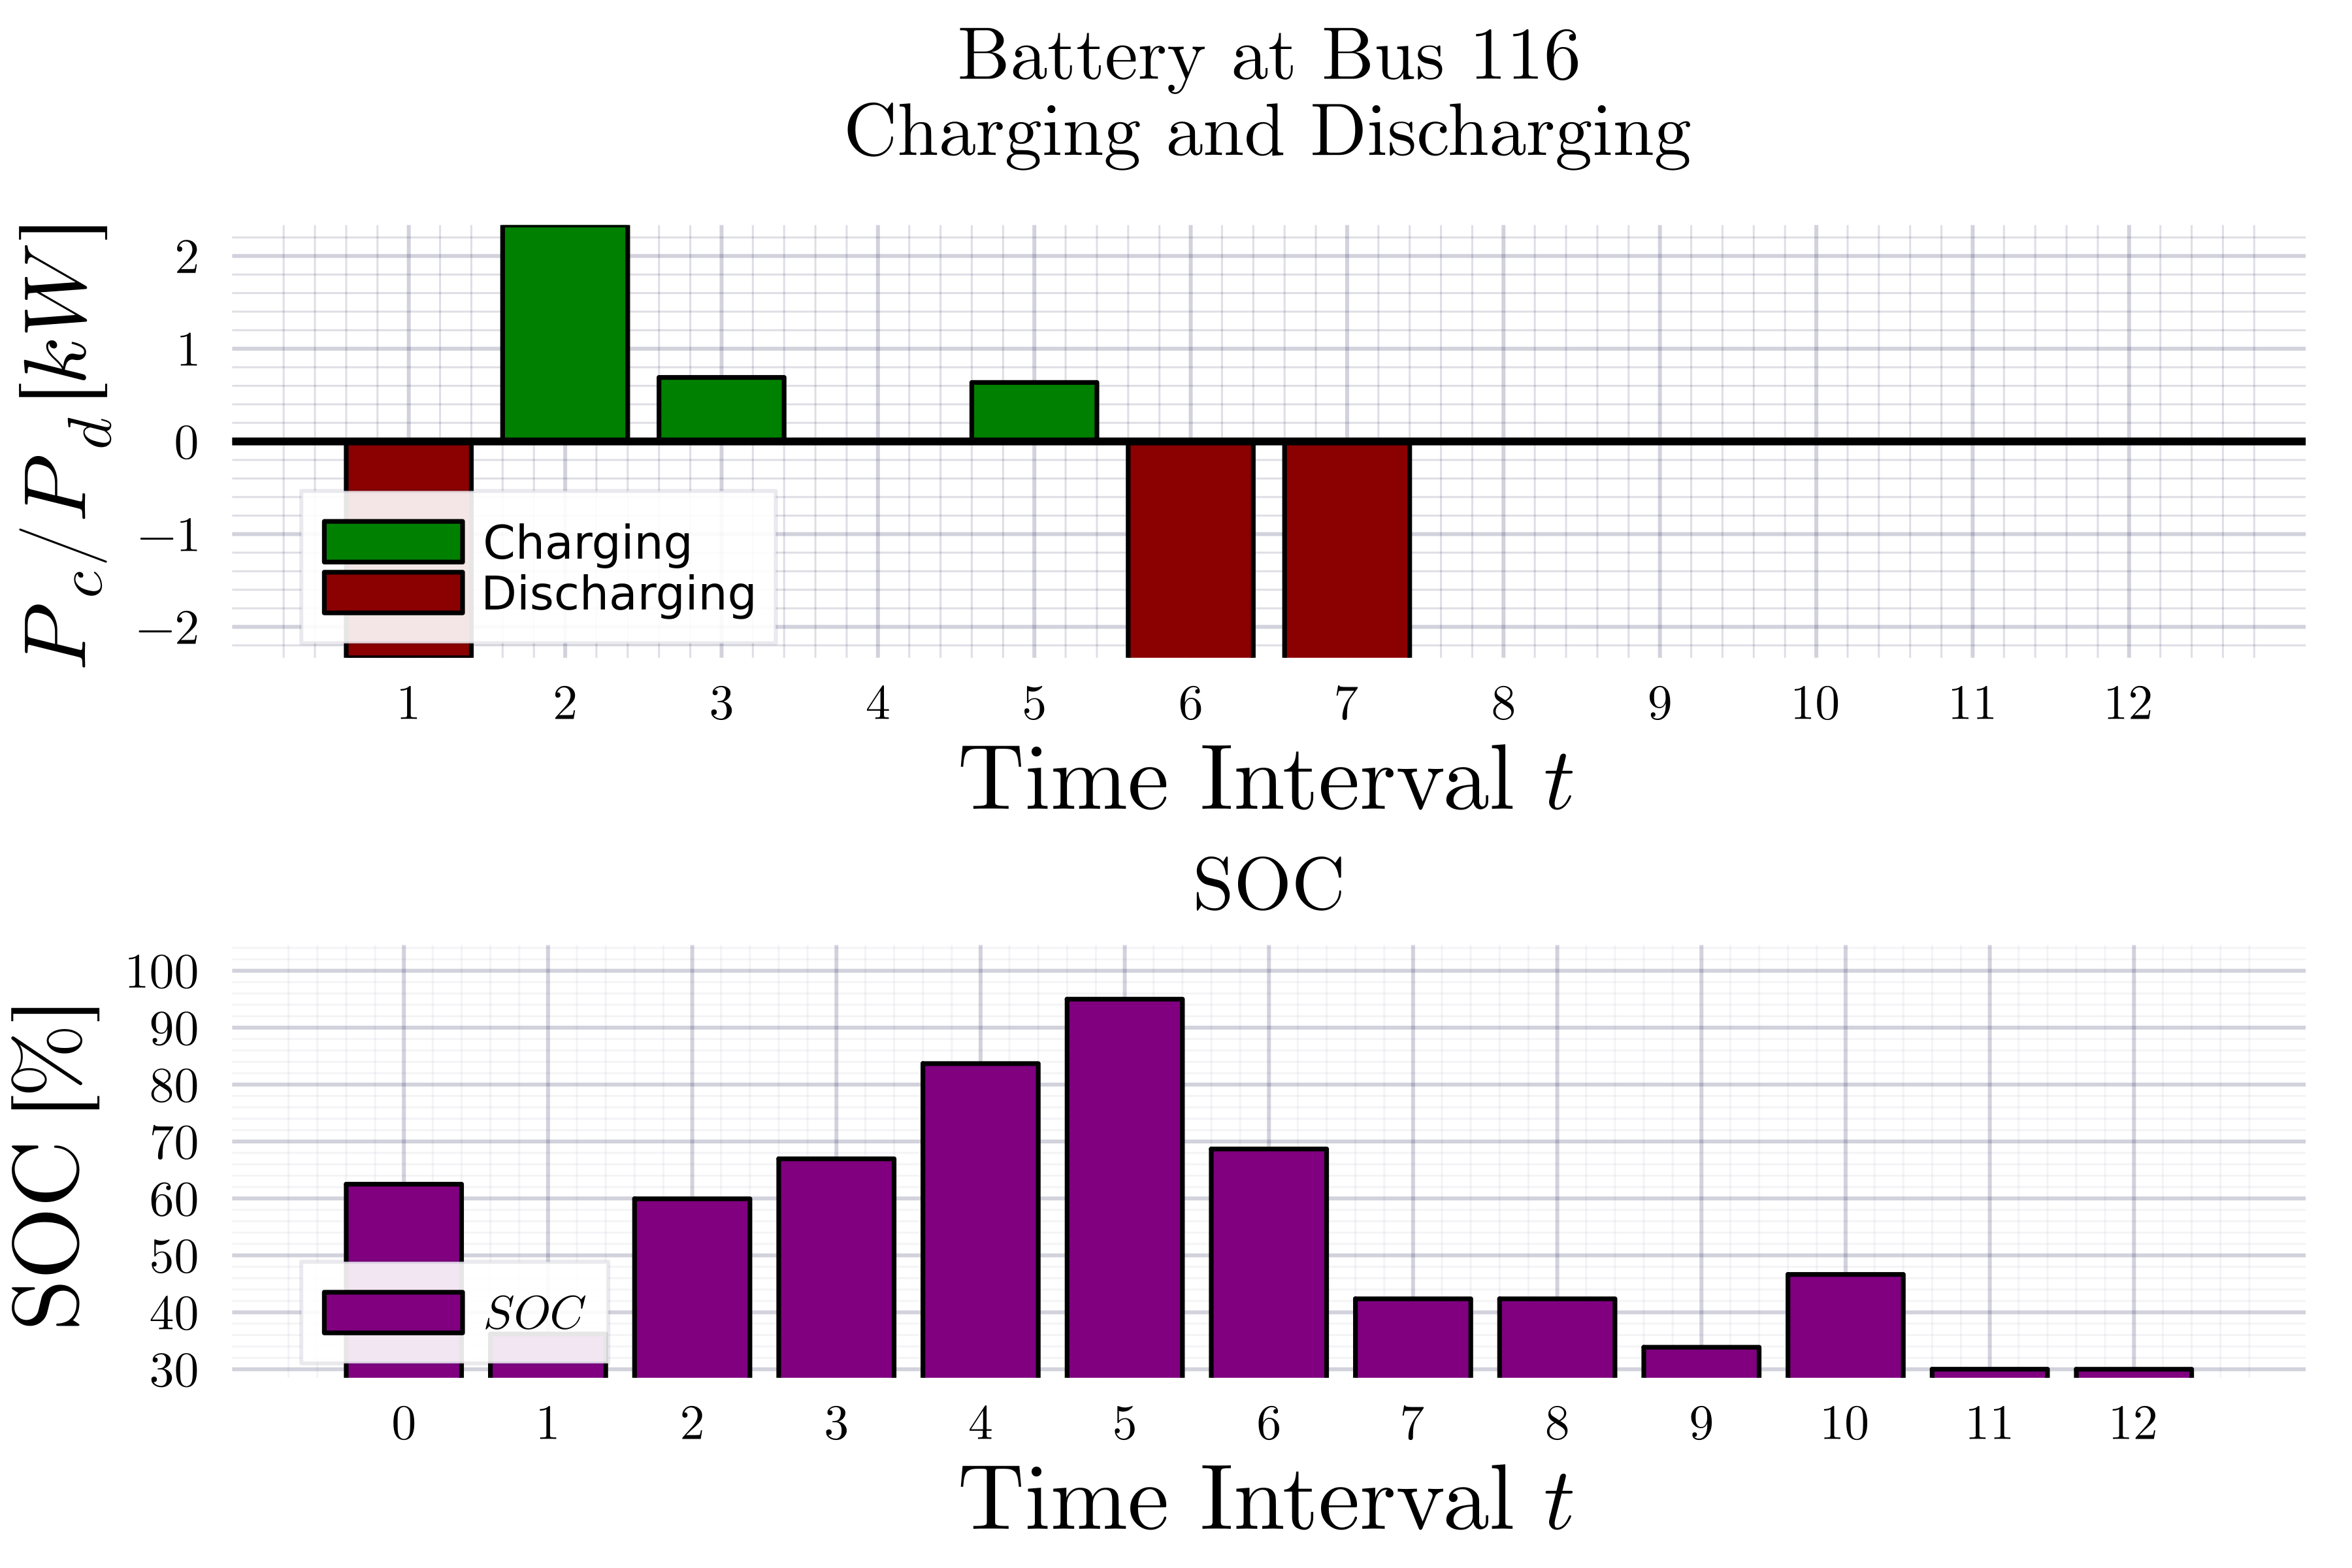 Battery at Bus 116
Charging and Discharging
P_c/P_d [kW]
2
1
0
−1
−2
Charging
Discharging
1 2 3 4 5 6 7 8 9 10 11 12
Time Interval t
SOC
SOC [%]
100
90
80
70
60
50
40
30
SOC
0 1 2 3 4 5 6 7 8 9 10 11 12
Time Interval t